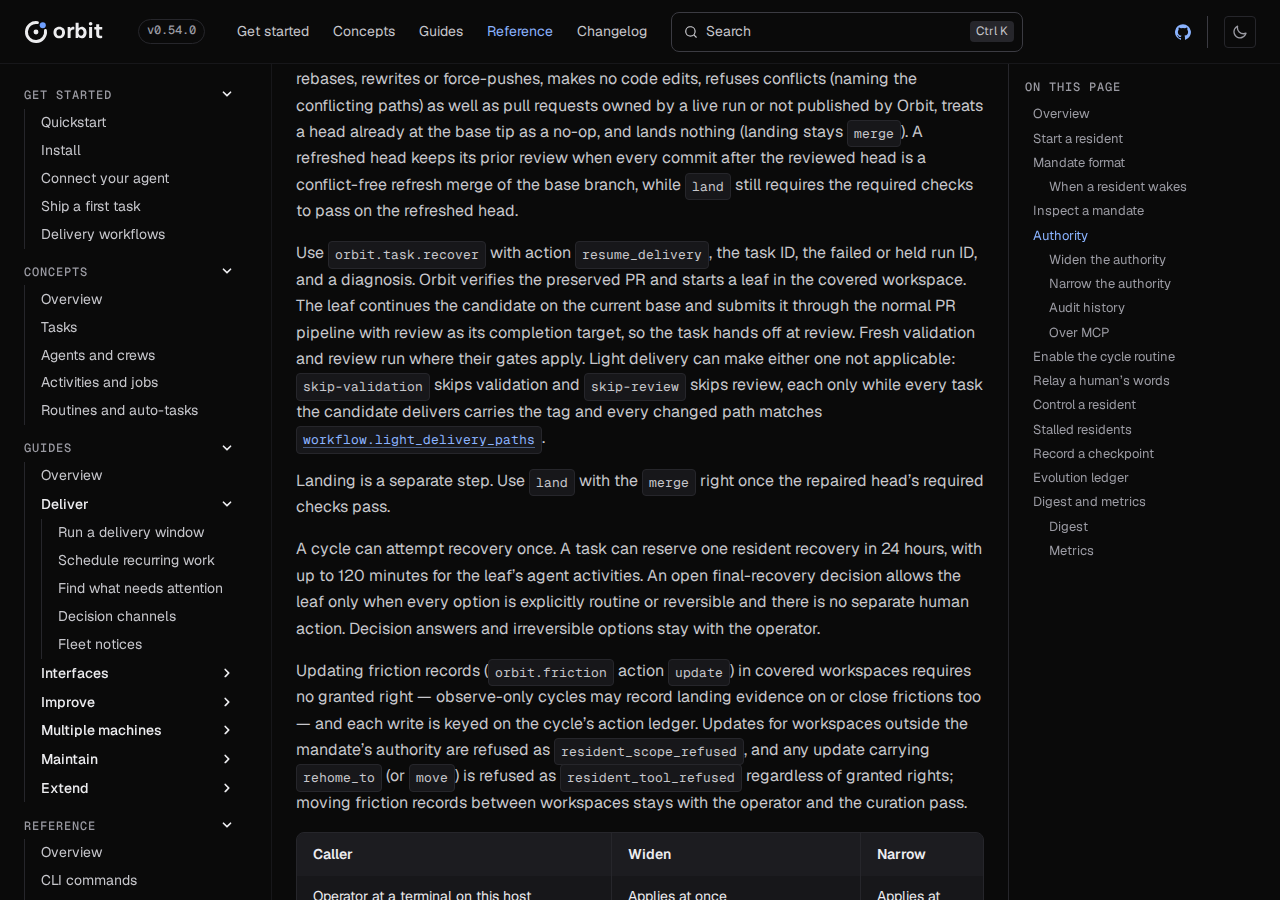 orbit
v0.54.0
Get started
Concepts
Guides
Reference
Changelog
Search
Ctrl K
GET STARTED
Quickstart
Install
Connect your agent
Ship a first task
Delivery workflows
CONCEPTS
Overview
Tasks
Agents and crews
Activities and jobs
Routines and auto-tasks
GUIDES
Overview
Deliver
Run a delivery window
Schedule recurring work
Find what needs attention
Decision channels
Fleet notices
Interfaces
Improve
Multiple machines
Maintain
Extend
REFERENCE
Overview
CLI commands
rebases, rewrites or force-pushes, makes no code edits, refuses conflicts (naming the
conflicting paths) as well as pull requests owned by a live run or not published by Orbit, treats
a head already at the base tip as a no-op, and lands nothing (landing stays merge). A
refreshed head keeps its prior review when every commit after the reviewed head is a
conflict-free refresh merge of the base branch, while land still requires the required checks
to pass on the refreshed head.
Use orbit.task.recover with action resume_delivery, the task ID, the failed or held run ID,
and a diagnosis. Orbit verifies the preserved PR and starts a leaf in the covered workspace.
The leaf continues the candidate on the current base and submits it through the normal PR
pipeline with review as its completion target, so the task hands off at review. Fresh validation
and review run where their gates apply. Light delivery can make either one not applicable:
skip-validation skips validation and skip-review skips review, each only while every task
the candidate delivers carries the tag and every changed path matches
workflow.light_delivery_paths.
Landing is a separate step. Use land with the merge right once the repaired head’s required
checks pass.
A cycle can attempt recovery once. A task can reserve one resident recovery in 24 hours, with
up to 120 minutes for the leaf’s agent activities. An open final-recovery decision allows the
leaf only when every option is explicitly routine or reversible and there is no separate human
action. Decision answers and irreversible options stay with the operator.
Updating friction records (orbit.friction action update) in covered workspaces requires
no granted right — observe-only cycles may record landing evidence on or close frictions too
— and each write is keyed on the cycle’s action ledger. Updates for workspaces outside the
mandate’s authority are refused as resident_scope_refused, and any update carrying
rehome_to (or move) is refused as resident_tool_refused regardless of granted rights;
moving friction records between workspaces stays with the operator and the curation pass.
Caller Widen Narrow
Operator at a terminal on this host Applies at once Applies at
ON THIS PAGE
Overview
Start a resident
Mandate format
When a resident wakes
Inspect a mandate
Authority
Widen the authority
Narrow the authority
Audit history
Over MCP
Enable the cycle routine
Relay a human’s words
Control a resident
Stalled residents
Record a checkpoint
Evolution ledger
Digest and metrics
Digest
Metrics